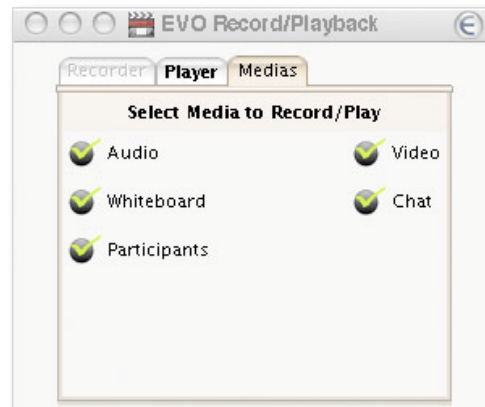 EVO Record/Playback
Recorder Player Medias
Select Media to Record/Play
Audio Video
Whiteboard Chat
Participants